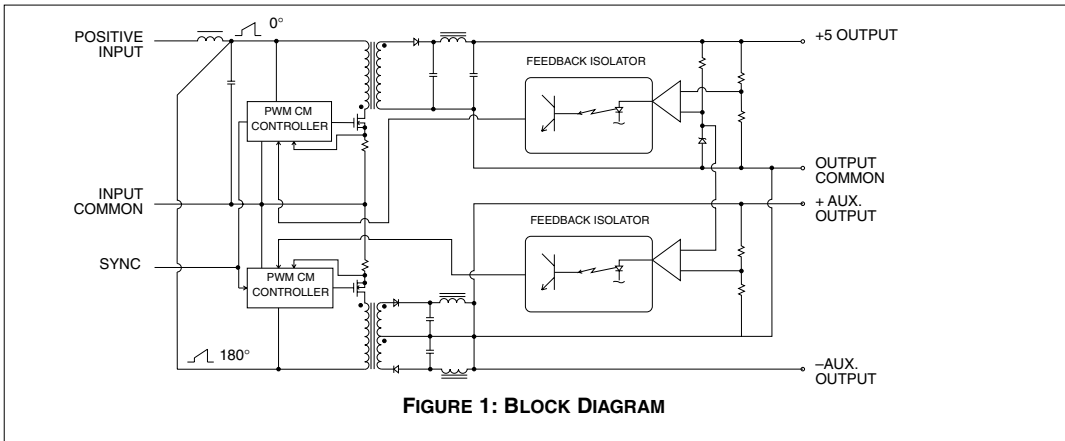 POSITIVE
INPUT
0°
+5 OUTPUT
FEEDBACK ISOLATOR
PWM CM
CONTROLLER
OUTPUT
COMMON
INPUT
COMMON
+ AUX.
OUTPUT
FEEDBACK ISOLATOR
SYNC
PWM CM
CONTROLLER
180°
–AUX.
OUTPUT
FIGURE 1: BLOCK DIAGRAM